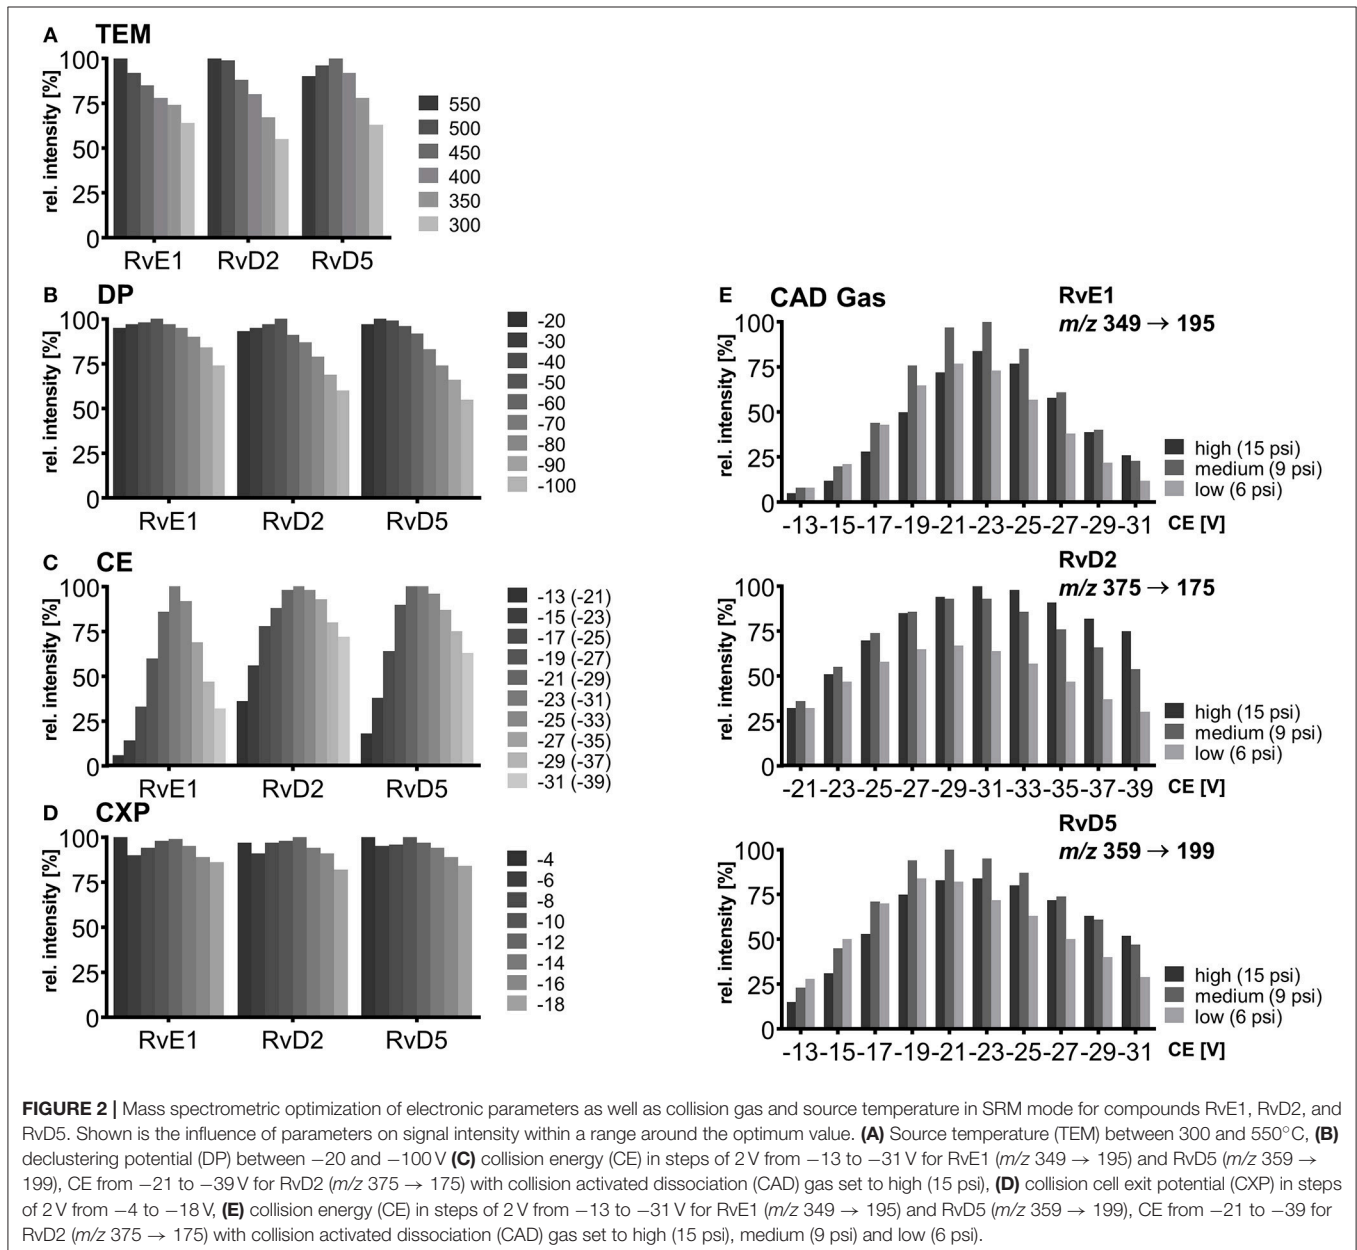 A TEM
rel. intensity [%]
100
75
50
25
0
RvE1 RvD2 RvD5
550
500
450
400
350
300
B DP
rel. intensity [%]
100
75
50
25
0
RvE1 RvD2 RvD5
-20
-30
-40
-50
-60
-70
-80
-90
-100
C CE
rel. intensity [%]
100
75
50
25
0
RvE1 RvD2 RvD5
-13 (-21)
-15 (-23)
-17 (-25)
-19 (-27)
-21 (-29)
-23 (-31)
-25 (-33)
-27 (-35)
-29 (-37)
-31 (-39)
D CXP
rel. intensity [%]
100
75
50
25
0
RvE1 RvD2 RvD5
-4
-6
-8
-10
-12
-14
-16
-18
E CAD Gas
RvE1
m/z 349 → 195
rel. intensity [%]
100
75
50
25
0
high (15 psi)
medium (9 psi)
low (6 psi)
-13 -15 -17 -19 -21 -23 -25 -27 -29 -31 CE [V]
RvD2
m/z 375 → 175
rel. intensity [%]
100
75
50
25
0
high (15 psi)
medium (9 psi)
low (6 psi)
-21 -23 -25 -27 -29 -31 -33 -35 -37 -39 CE [V]
RvD5
m/z 359 → 199
rel. intensity [%]
100
75
50
25
0
high (15 psi)
medium (9 psi)
low (6 psi)
-13 -15 -17 -19 -21 -23 -25 -27 -29 -31 CE [V]
FIGURE 2 | Mass spectrometric optimization of electronic parameters as well as collision gas and source temperature in SRM mode for compounds RvE1, RvD2, and
RvD5. Shown is the influence of parameters on signal intensity within a range around the optimum value. (A) Source temperature (TEM) between 300 and 550°C, (B)
declustering potential (DP) between −20 and −100 V (C) collision energy (CE) in steps of 2 V from −13 to −31 V for RvE1 (m/z 349 → 195) and RvD5 (m/z 359 →
199), CE from −21 to −39 V for RvD2 (m/z 375 → 175) with collision activated dissociation (CAD) gas set to high (15 psi), (D) collision cell exit potential (CXP) in steps
of 2 V from −4 to −18 V, (E) collision energy (CE) in steps of 2 V from −13 to −31 V for RvE1 (m/z 349 → 195) and RvD5 (m/z 359 → 199), CE from −21 to −39 for
RvD2 (m/z 375 → 175) with collision activated dissociation (CAD) gas set to high (15 psi), medium (9 psi) and low (6 psi).